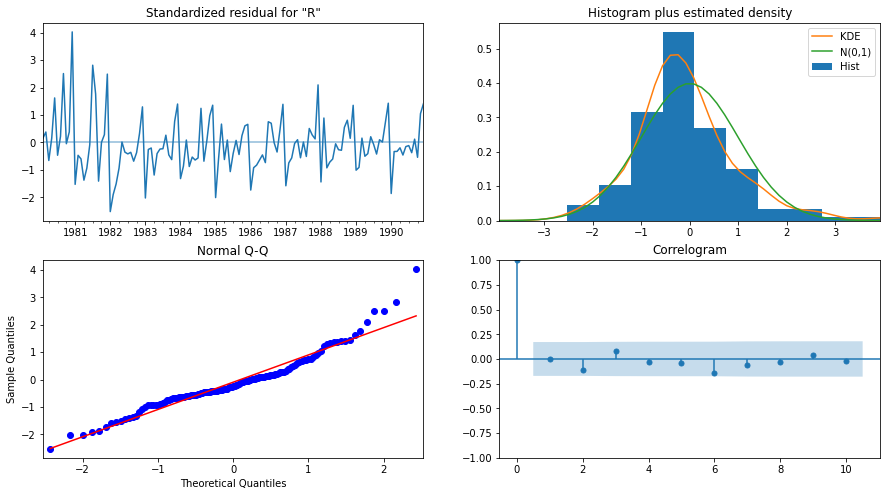 Standardized residual for "R"
4
3
2
1
0
−1
−2
1981 1982 1983 1984 1985 1986 1987 1988 1989 1990
Histogram plus estimated density
KDE
N(0,1)
Hist
0.5
0.4
0.3
0.2
0.1
0.0
−3 −2 −1 0 1 2 3
Normal Q-Q
Sample Quantiles
4
3
2
1
0
−1
−2
−2 −1 0 1 2
Theoretical Quantiles
Correlogram
1.00
0.75
0.50
0.25
0.00
−0.25
−0.50
−0.75
−1.00
0 2 4 6 8 10